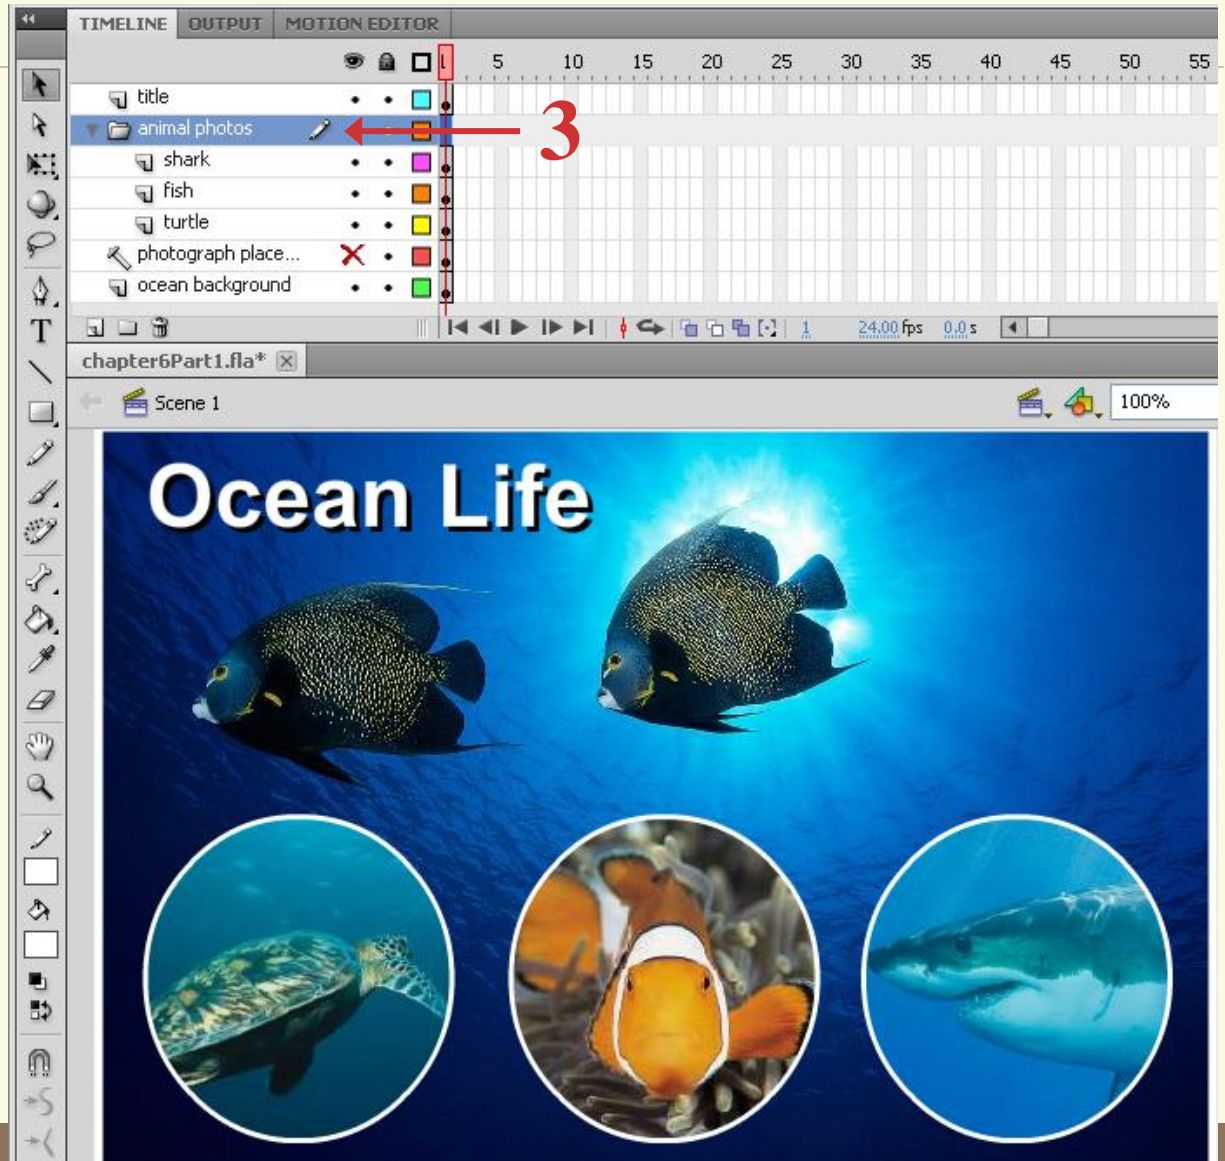 TIMELINE OUTPUT MOTION EDITOR
1 5 10 15 20 25 30 35 40 45 50 55
title
animal photos
3
shark
fish
turtle
photograph place...
ocean background
1 24.00 fps 0.0 s
chapter6Part1.fla*
Scene 1
100%
T
Ocean Life